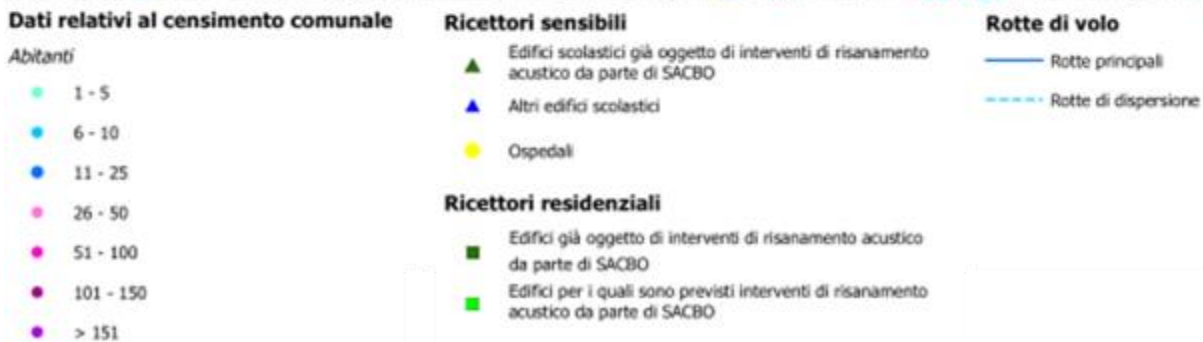 Dati relativi al censimento comunale
Abitanti
1 - 5
6 - 10
11 - 25
26 - 50
51 - 100
101 - 150
> 151
Ricettori sensibili
Edifici scolastici già oggetto di interventi di risanamento
acustico da parte di SACBO
Altri edifici scolastici
Ospedali
Ricettori residenziali
Edifici già oggetto di interventi di risanamento acustico
da parte di SACBO
Edifici per i quali sono previsti interventi di risanamento
acustico da parte di SACBO
Rotte di volo
Rotte principali
Rotte di dispersione